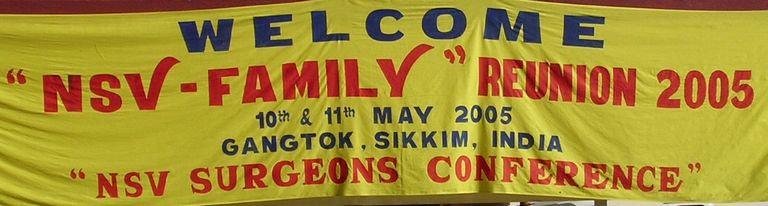 WELCOME
"NSV-FAMILY" REUNION 2005
10th & 11th MAY 2005
GANGTOK, SIKKIM, INDIA
"NSV SURGEONS CONFERENCE"